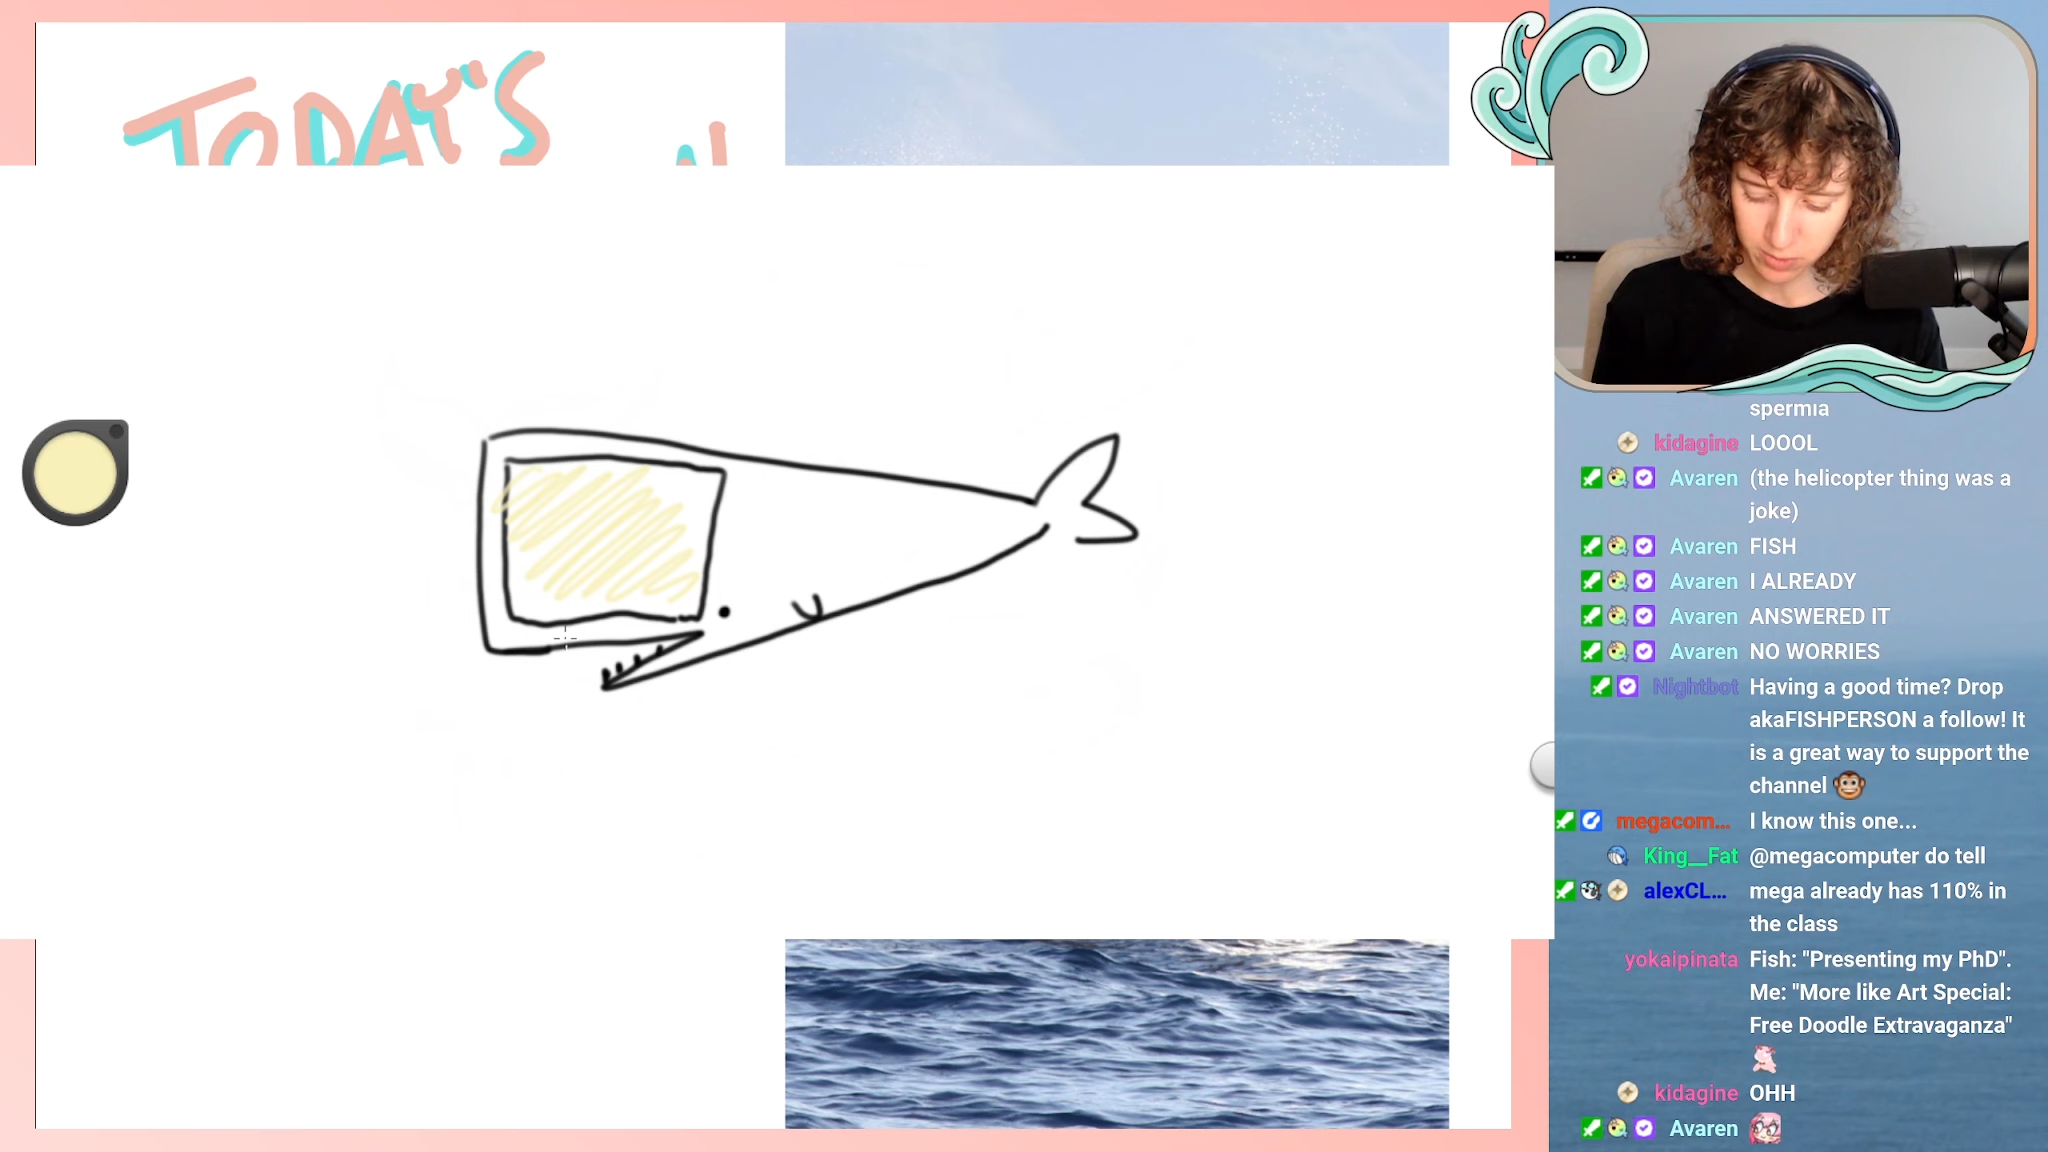 TODAY'S
spermia
kidagine LOOOL
Avaren (the helicopter thing was a
joke)
Avaren FISH
Avaren I ALREADY
Avaren ANSWERED IT
Avaren NO WORRIES
Nightbot Having a good time? Drop
akaFISHPERSON a follow! It
is a great way to support the
channel
megacom... I know this one...
King__Fat @megacomputer do tell
alexCL... mega already has 110% in
the class
yokaipinata Fish: "Presenting my PhD".
Me: "More like Art Special:
Free Doodle Extravaganza"
kidagine OHH
Avaren